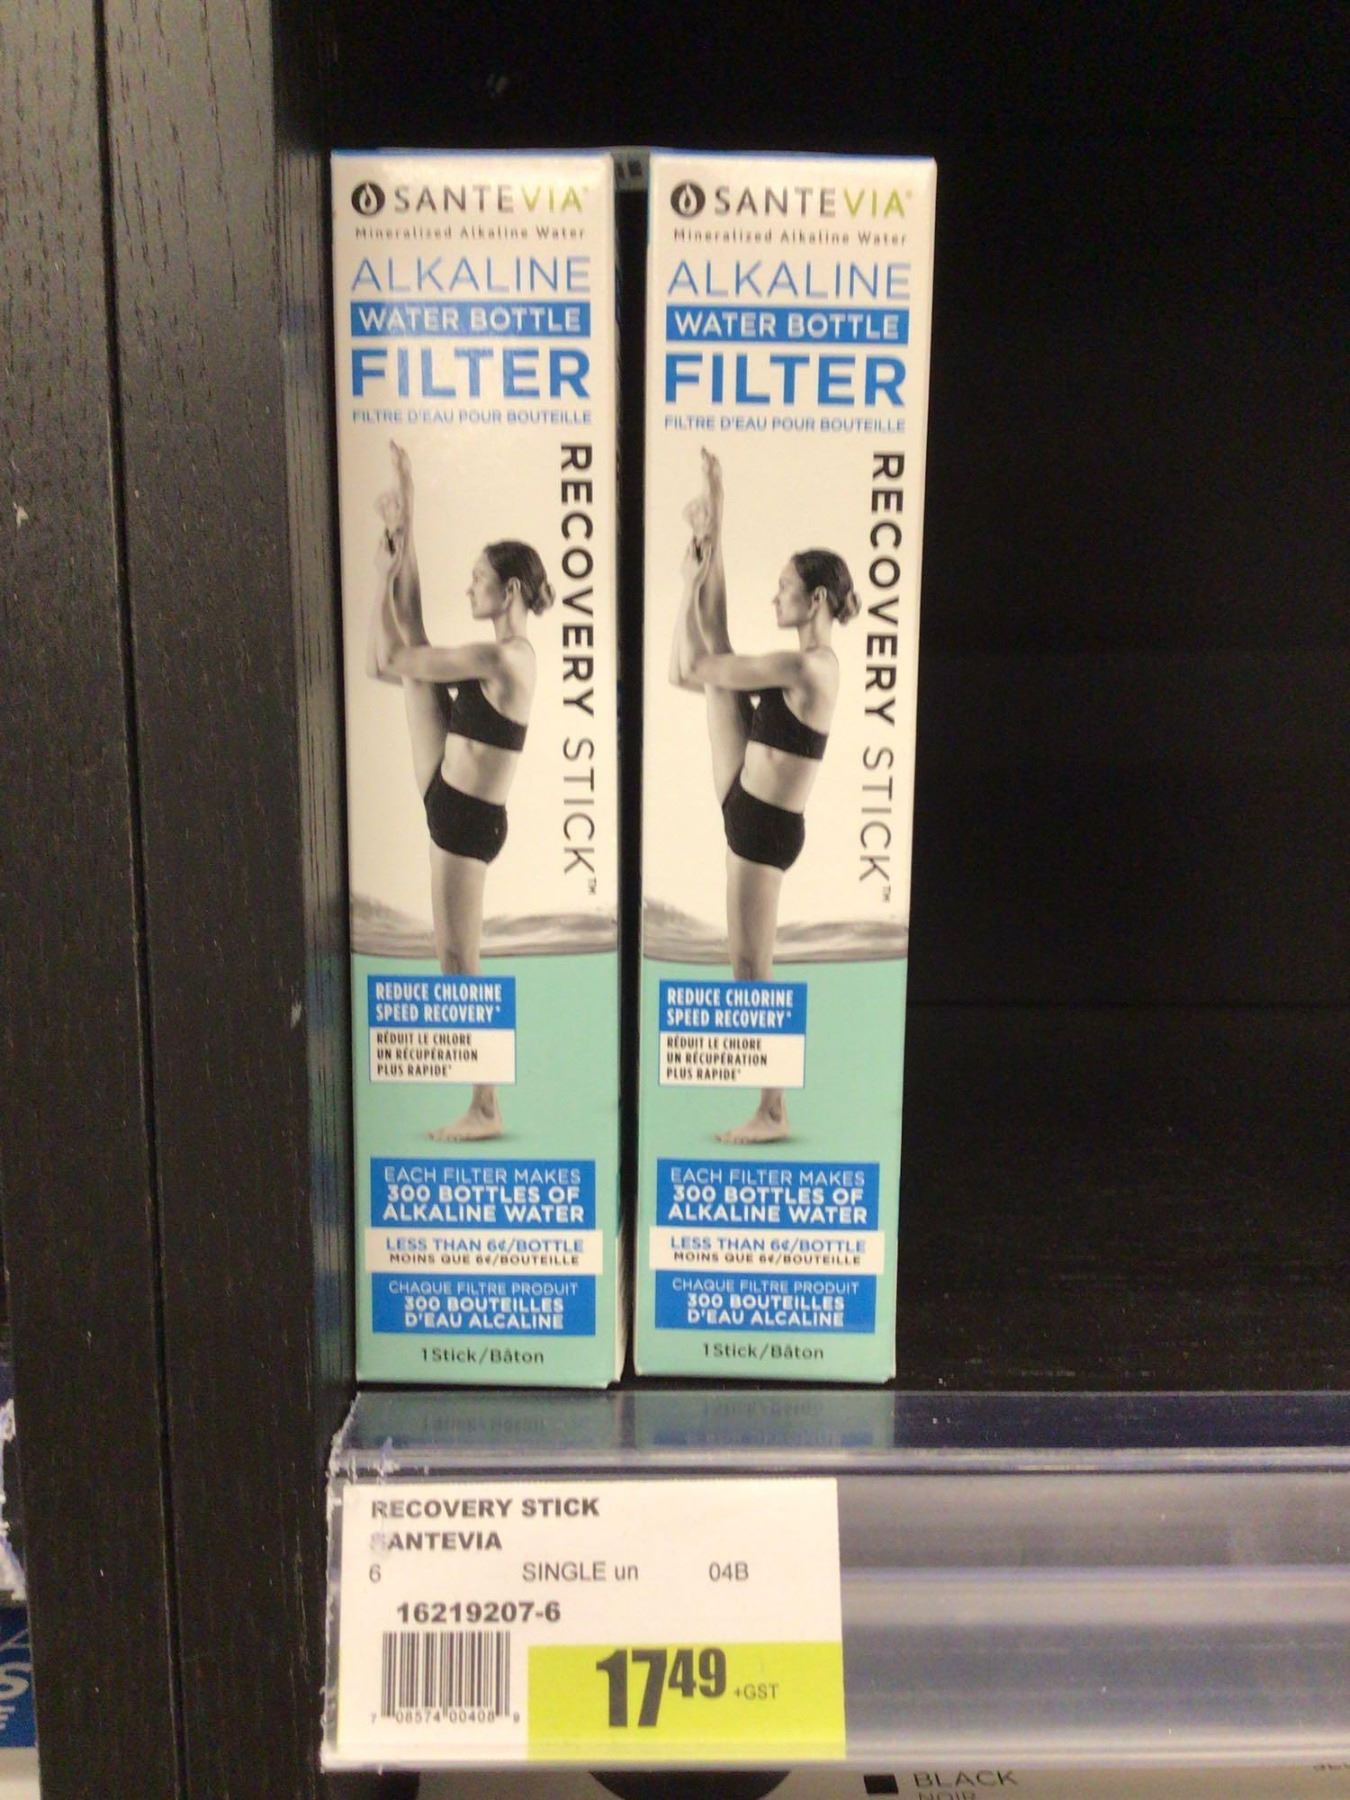 SANTEVIA
Mineralized Alkaline Water
ALKALINE
WATER BOTTLE
FILTER
FILTRE D'EAU POUR BOUTEILLE
RECOVERY STICK™
REDUCE CHLORINE
SPEED RECOVERY*
RÉDUIT LE CHLORE
UN RÉCUPÉRATION
PLUS RAPIDE*
EACH FILTER MAKES
300 BOTTLES OF
ALKALINE WATER
LESS THAN 6¢/BOTTLE
MOINS QUE 6¢/BOUTEILLE
CHAQUE FILTRE PRODUIT
300 BOUTEILLES
D'EAU ALCALINE
1 Stick/Bâton
SANTEVIA
Mineralized Alkaline Water
ALKALINE
WATER BOTTLE
FILTER
FILTRE D'EAU POUR BOUTEILLE
RECOVERY STICK™
REDUCE CHLORINE
SPEED RECOVERY*
RÉDUIT LE CHLORE
UN RÉCUPÉRATION
PLUS RAPIDE*
EACH FILTER MAKES
300 BOTTLES OF
ALKALINE WATER
LESS THAN 6¢/BOTTLE
MOINS QUE 6¢/BOUTEILLE
CHAQUE FILTRE PRODUIT
300 BOUTEILLES
D'EAU ALCALINE
1 Stick/Bâton
RECOVERY STICK
SANTEVIA
6 SINGLE un 04B
16219207-6
7 08574 00408 9
17 49 +GST
BLACK
NOIR